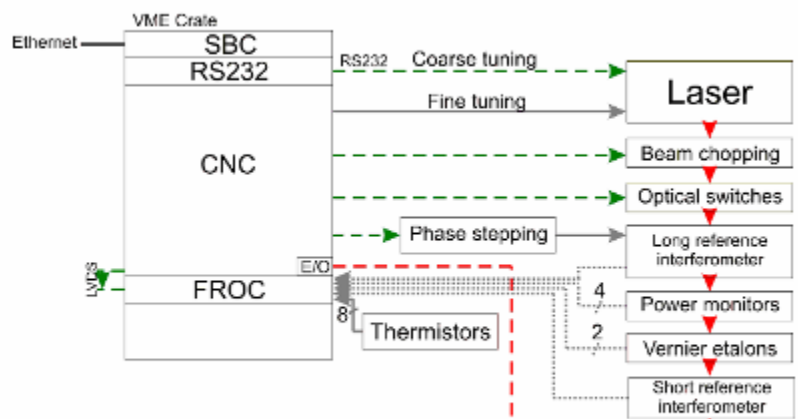 VME Crate
Ethernet
SBC
RS232
RS232
Coarse tuning
Laser
Fine tuning
CNC
Beam chopping
Optical switches
Phase stepping
Long reference
interferometer
E/O
LVDS
FROC
4
Power monitors
8
Thermistors
2
Vernier etalons
Short reference
interferometer